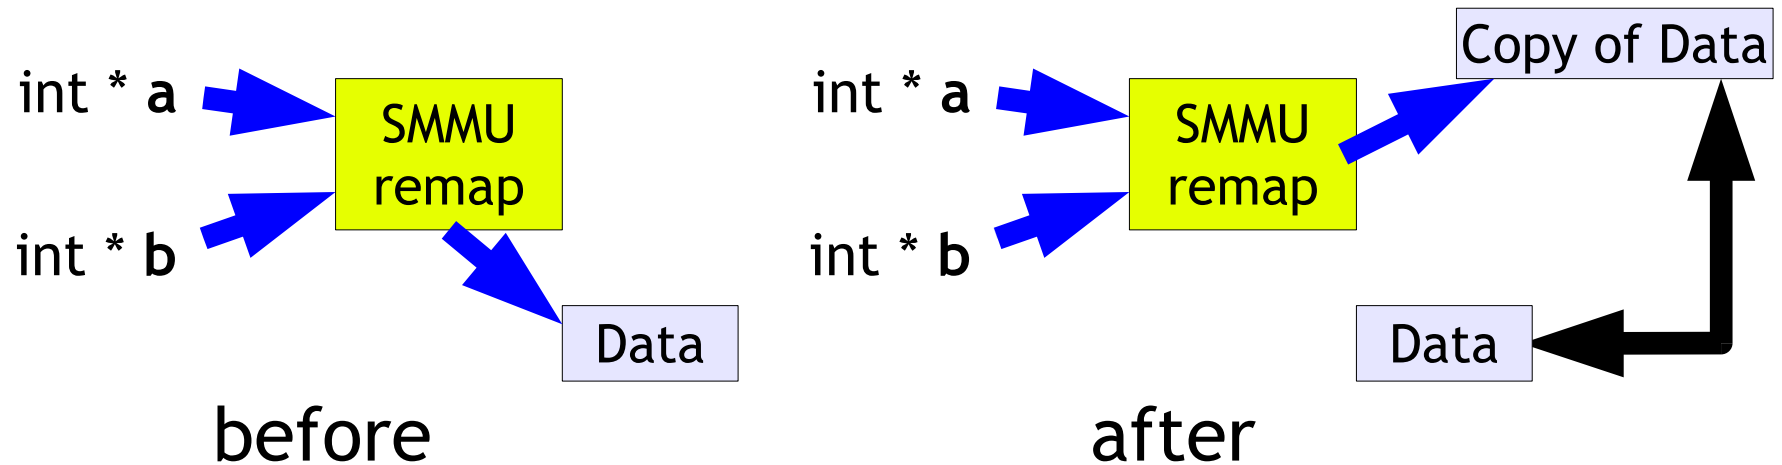 int * a
SMMU
remap
int * b
Data
before
Copy of Data
int * a
SMMU
remap
int * b
Data
after